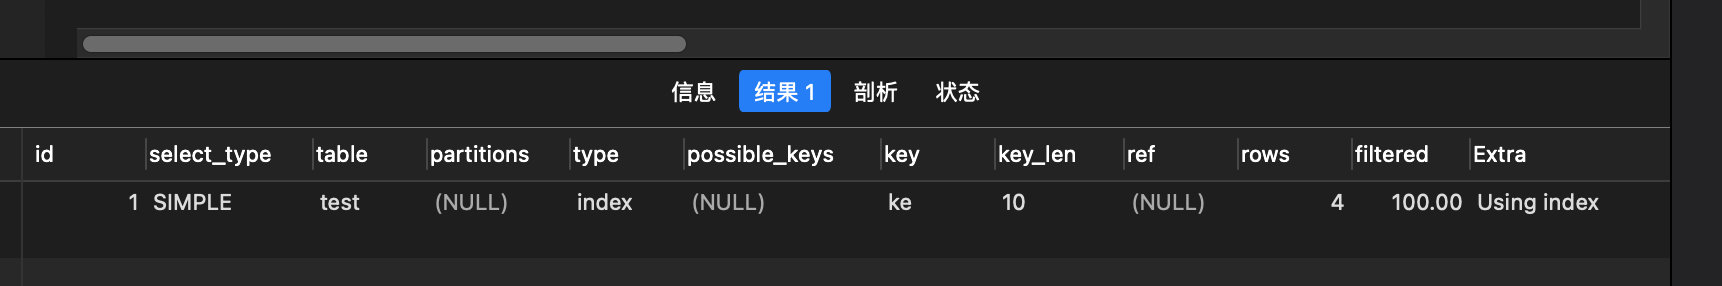 信息 结果 1 剖析 状态
id select_type table partitions type possible_keys key key_len ref rows filtered Extra
1 SIMPLE test (NULL) index (NULL) ke 10 (NULL) 4 100.00 Using index